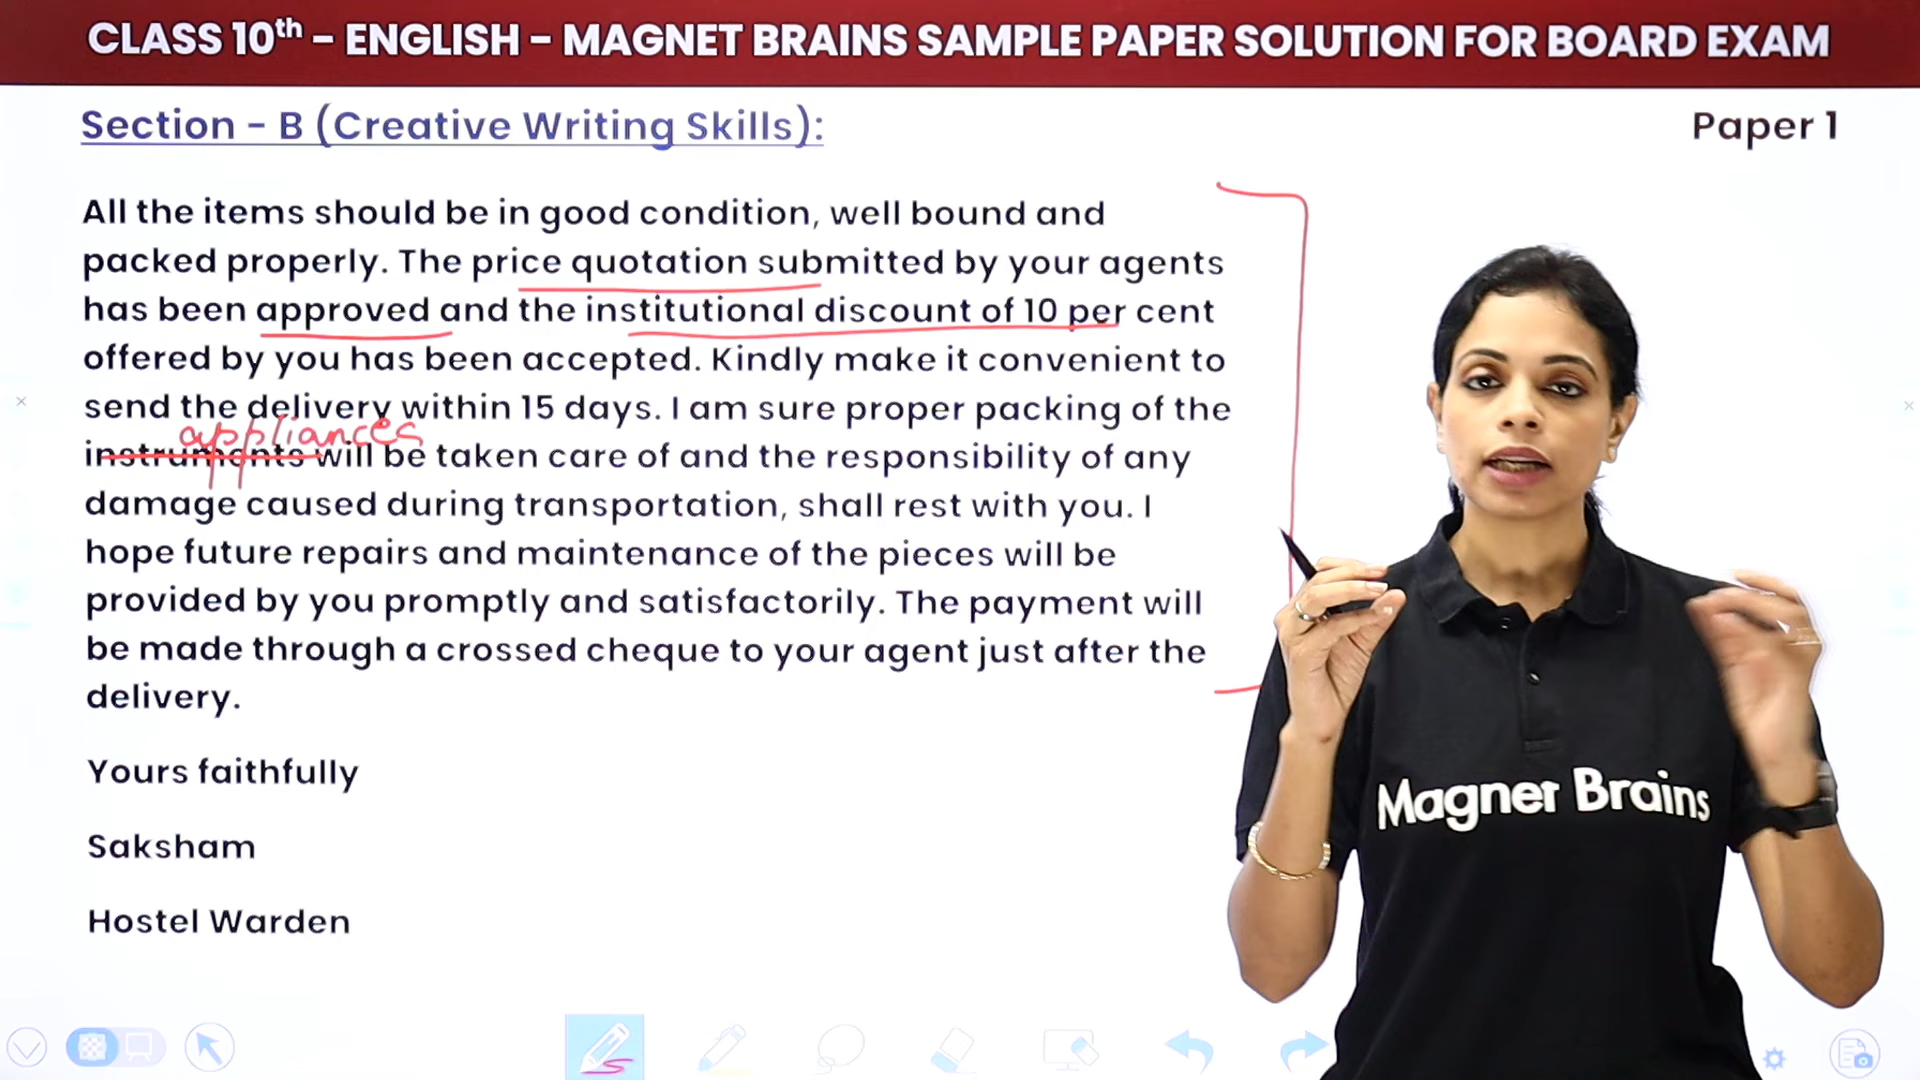 CLASS 10th - ENGLISH - MAGNET BRAINS SAMPLE PAPER SOLUTION FOR BOARD EXAM
Section - B (Creative Writing Skills):
Paper 1
All the items should be in good condition, well bound and
packed properly. The price quotation submitted by your agents
has been approved and the institutional discount of 10 per cent
offered by you has been accepted. Kindly make it convenient to
send the delivery within 15 days. I am sure proper packing of the
appliances
instruments will be taken care of and the responsibility of any
damage caused during transportation, shall rest with you. I
hope future repairs and maintenance of the pieces will be
provided by you promptly and satisfactorily. The payment will
be made through a crossed cheque to your agent just after the
delivery.
Yours faithfully
Saksham
Hostel Warden
Magnet Brains